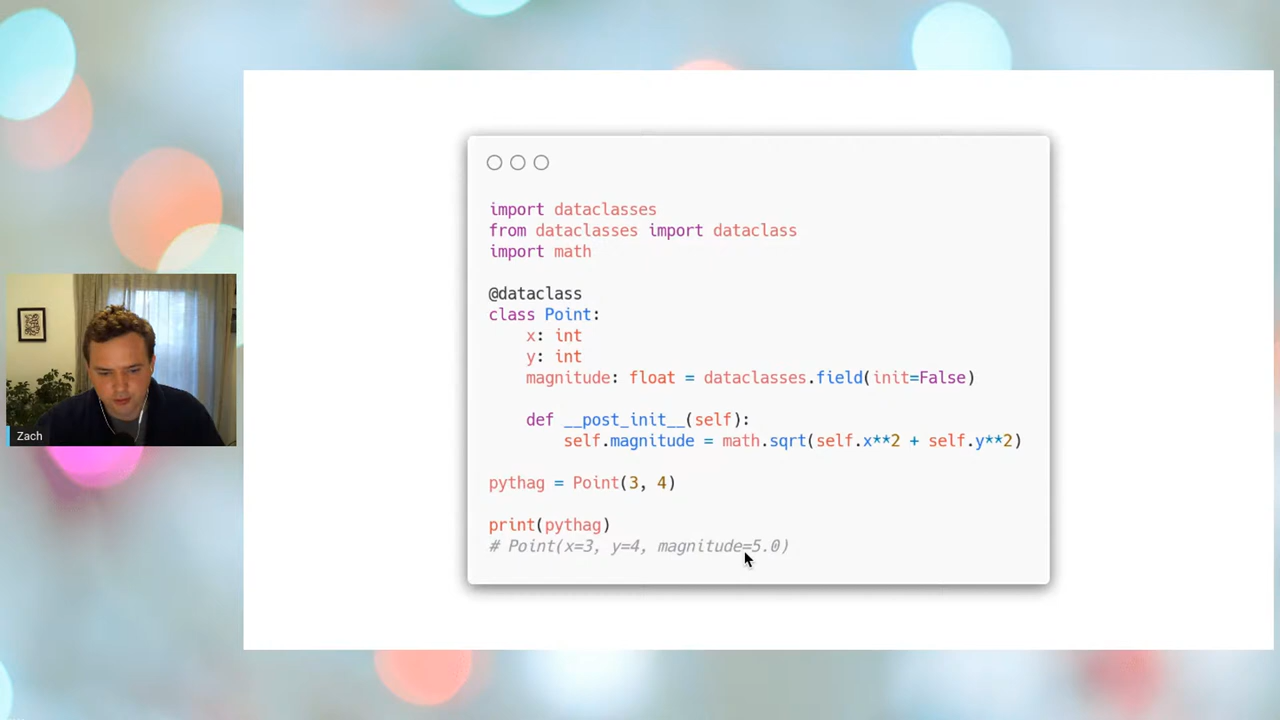 import dataclasses
from dataclasses import dataclass
import math

@dataclass
class Point:
    x: int
    y: int
    magnitude: float = dataclasses.field(init=False)

    def __post_init__(self):
        self.magnitude = math.sqrt(self.x**2 + self.y**2)

pythag = Point(3, 4)

print(pythag)
# Point(x=3, y=4, magnitude=5.0)
Zach